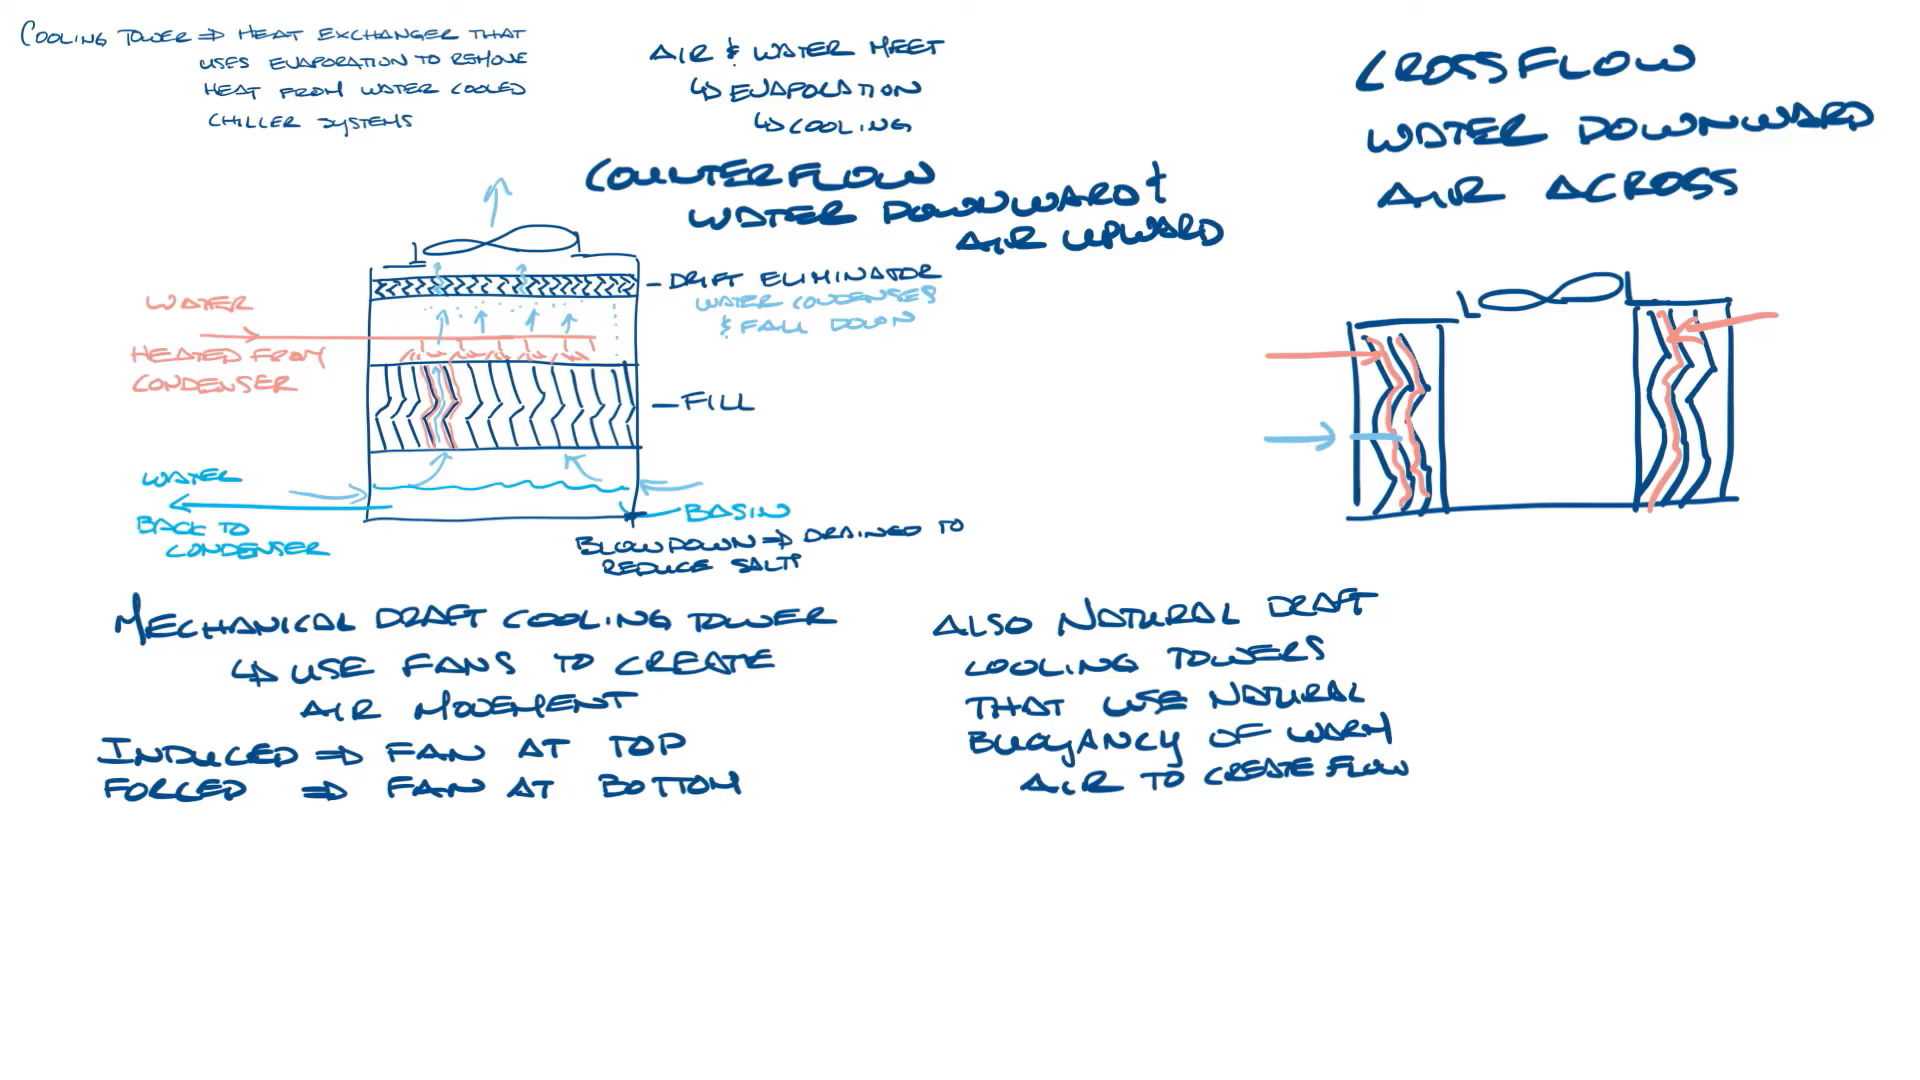 COOLING TOWER ⇒ HEAT EXCHANGER THAT
USES EVAPORATION TO REMOVE
HEAT FROM WATER COOLED
CHILLER SYSTEMS
AIR & WATER MEET
↳ EVAPORATION
↳ COOLING
COUNTERFLOW
WATER DOWNWARD &
AIR UPWARD
CROSSFLOW
WATER DOWNWARD
AIR ACROSS
DRIFT ELIMINATOR
WATER CONDENSES
& FALL DOWN
WATER
HEATED FROM
CONDENSER
FILL
WATER
BACK TO
CONDENSER
BASIN
BLOWDOWN ⇒ DRAINED TO
REDUCE SALTS
MECHANICAL DRAFT COOLING TOWER
↳ USE FANS TO CREATE
AIR MOVEMENT
INDUCED ⇒ FAN AT TOP
FORCED ⇒ FAN AT BOTTOM
ALSO NATURAL DRAFT
COOLING TOWERS
THAT USE NATURAL
BUOYANCY OF WARM
AIR TO CREATE FLOW